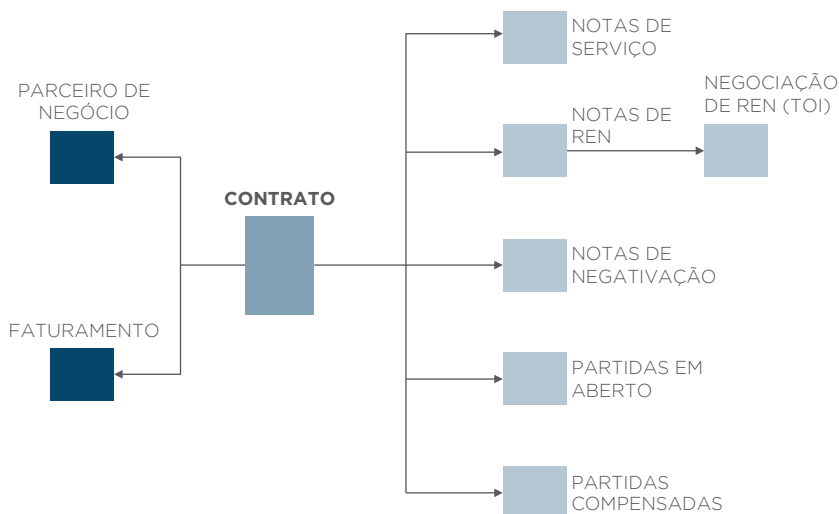 NOTAS DE
SERVIÇO
PARCEIRO DE
NEGÓCIO
NEGOCIAÇÃO
DE REN (TOI)
NOTAS DE
REN
CONTRATO
NOTAS DE
NEGATIVAÇÃO
FATURAMENTO
PARTIDAS EM
ABERTO
PARTIDAS
COMPENSADAS